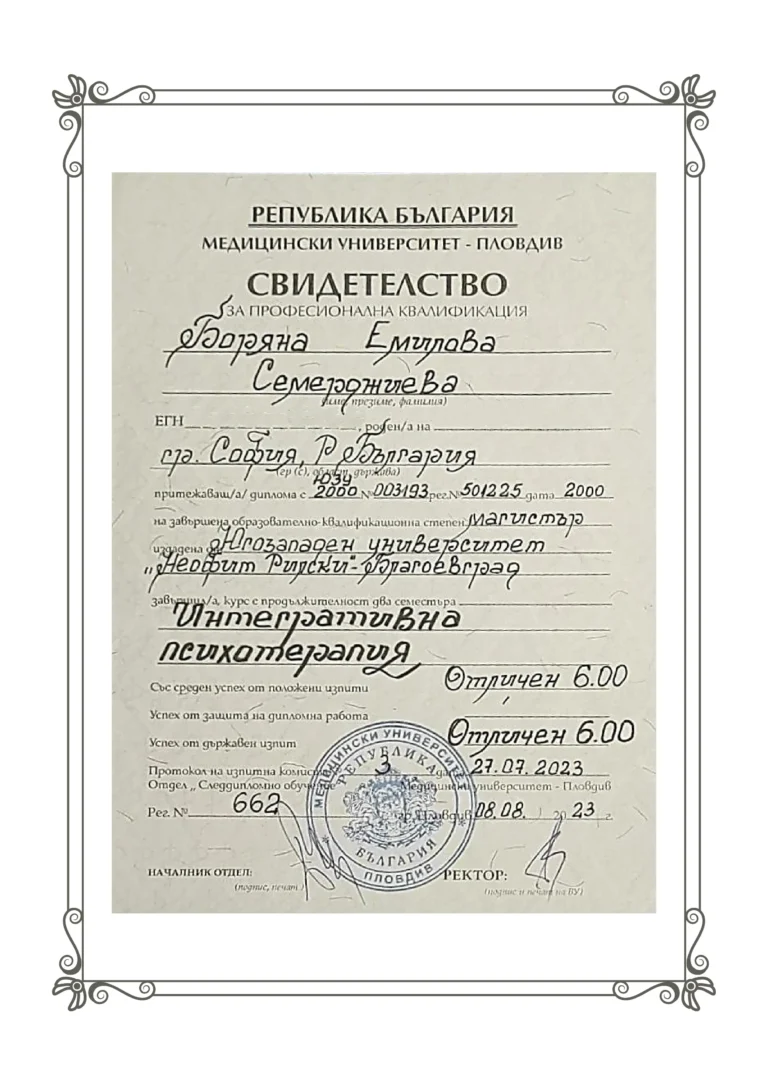 РЕПУБЛИКА БЪЛГАРИЯ
МЕДИЦИНСКИ УНИВЕРСИТЕТ - ПЛОВДИВ
СВИДЕТЕЛСТВО
ЗА ПРОФЕСИОНАЛНА КВАЛИФИКАЦИЯ
Боряна Емилова
Семерджиева
(име, презиме, фамилия)
ЕГН , роден/а на
гр. София, Р. България
(гр (с), област, държава)
ЮЗУ
притежаващ/а/ диплома с 2000 № 003193 рег.№ 501225 дата 2000
на завършена образователно-квалификационна степен магистър
издадена от Югозападен университет
„Неофит Рилски“ - Благоевград
завършил/а, курс с продължителност два семестъра
Интегративна
психотерапия
Със среден успех от положени изпити Отличен 6.00
Успех от защита на дипломна работа
Успех от държавен изпит Отличен 6.00
Протокол на изпитна комисия 3 дата 27.07.2023
Отдел „ Следдипломно обучение Медицински университет - Пловдив
Рег. № 662 гр. Пловдив 08.08. 2023 г.
МЕДИЦИНСКИ УНИВЕРСИТЕТ
РЕПУБЛИКА
БЪЛГАРИЯ
ПЛОВДИВ
НАЧАЛНИК ОТДЕЛ: РЕКТОР:
(подпис, печат) (подпис и печат на ВУ)